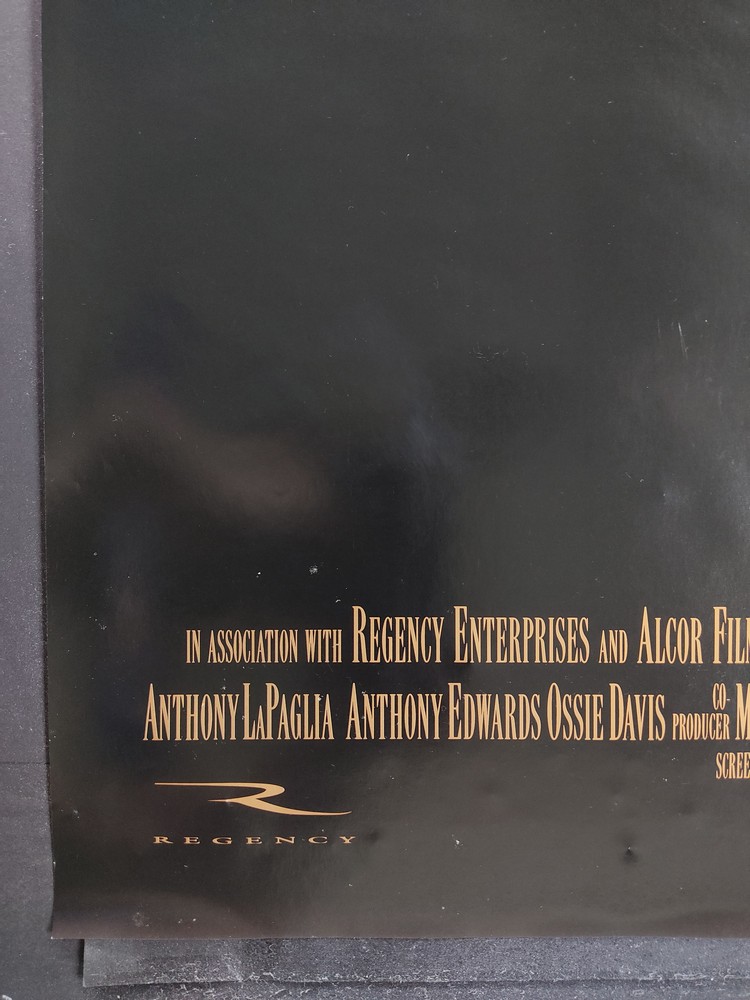 IN ASSOCIATION WITH REGENCY ENTERPRISES AND ALCOR
ANTHONY LAPAGLIA ANTHONY EDWARDS OSSIE DAVIS CO-PRODUCER
REGENCY